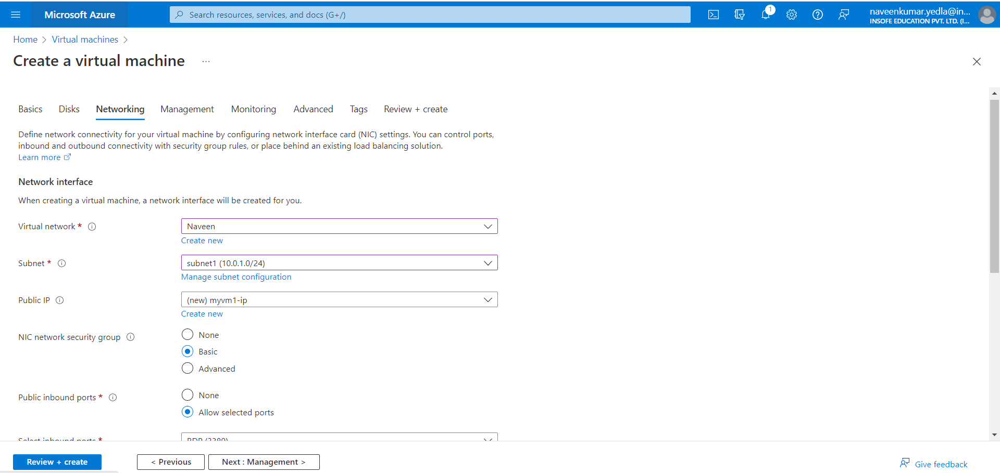 Microsoft Azure
Search resources, services, and docs (G+/)
1
naveenkumar.yedla@in...
INSOFE EDUCATION PVT. LTD. (I...
Home > Virtual machines >
Create a virtual machine ...
Basics Disks Networking Management Monitoring Advanced Tags Review + create
Define network connectivity for your virtual machine by configuring network interface card (NIC) settings. You can control ports,
inbound and outbound connectivity with security group rules, or place behind an existing load balancing solution.
Learn more
Network interface
When creating a virtual machine, a network interface will be created for you.
Virtual network * Naveen
Create new
Subnet * subnet1 (10.0.1.0/24)
Manage subnet configuration
Public IP (new) myvm1-ip
Create new
NIC network security group
None
Basic
Advanced
Public inbound ports *
None
Allow selected ports
Select inbound ports * RDP (3389)
Review + create < Previous Next : Management > Give feedback